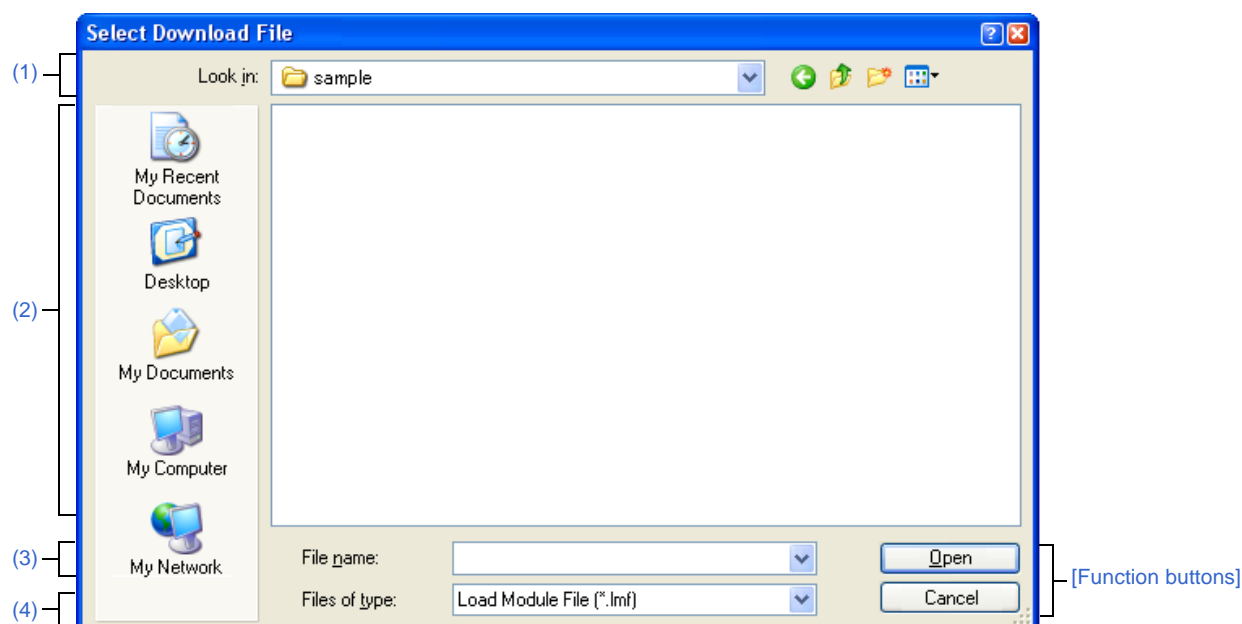 Select Download File
(1)
Look in:
sample
My Recent
Documents
Desktop
(2)
My Documents
My Computer
(3)
My Network
File name:
Open
[Function buttons]
(4)
Files of type:
Load Module File (*.lmf)
Cancel